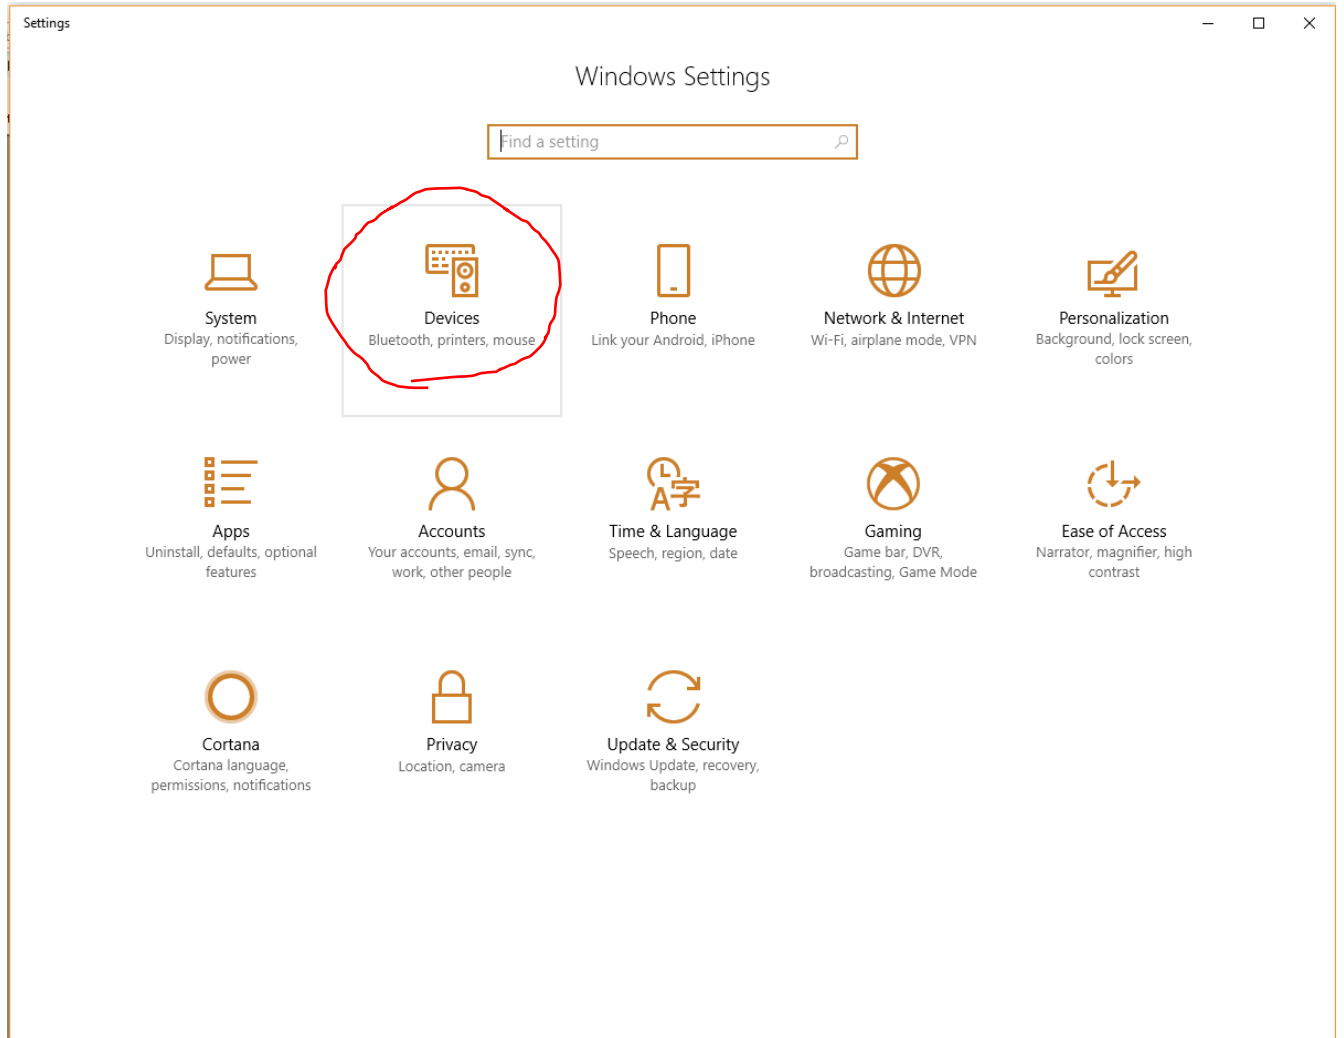 Settings
Windows Settings
Find a setting
System
Display, notifications,
power
Devices
Bluetooth, printers, mouse
Phone
Link your Android, iPhone
Network & Internet
Wi-Fi, airplane mode, VPN
Personalization
Background, lock screen,
colors
Apps
Uninstall, defaults, optional
features
Accounts
Your accounts, email, sync,
work, other people
Time & Language
Speech, region, date
Gaming
Game bar, DVR,
broadcasting, Game Mode
Ease of Access
Narrator, magnifier, high
contrast
Cortana
Cortana language,
permissions, notifications
Privacy
Location, camera
Update & Security
Windows Update, recovery,
backup